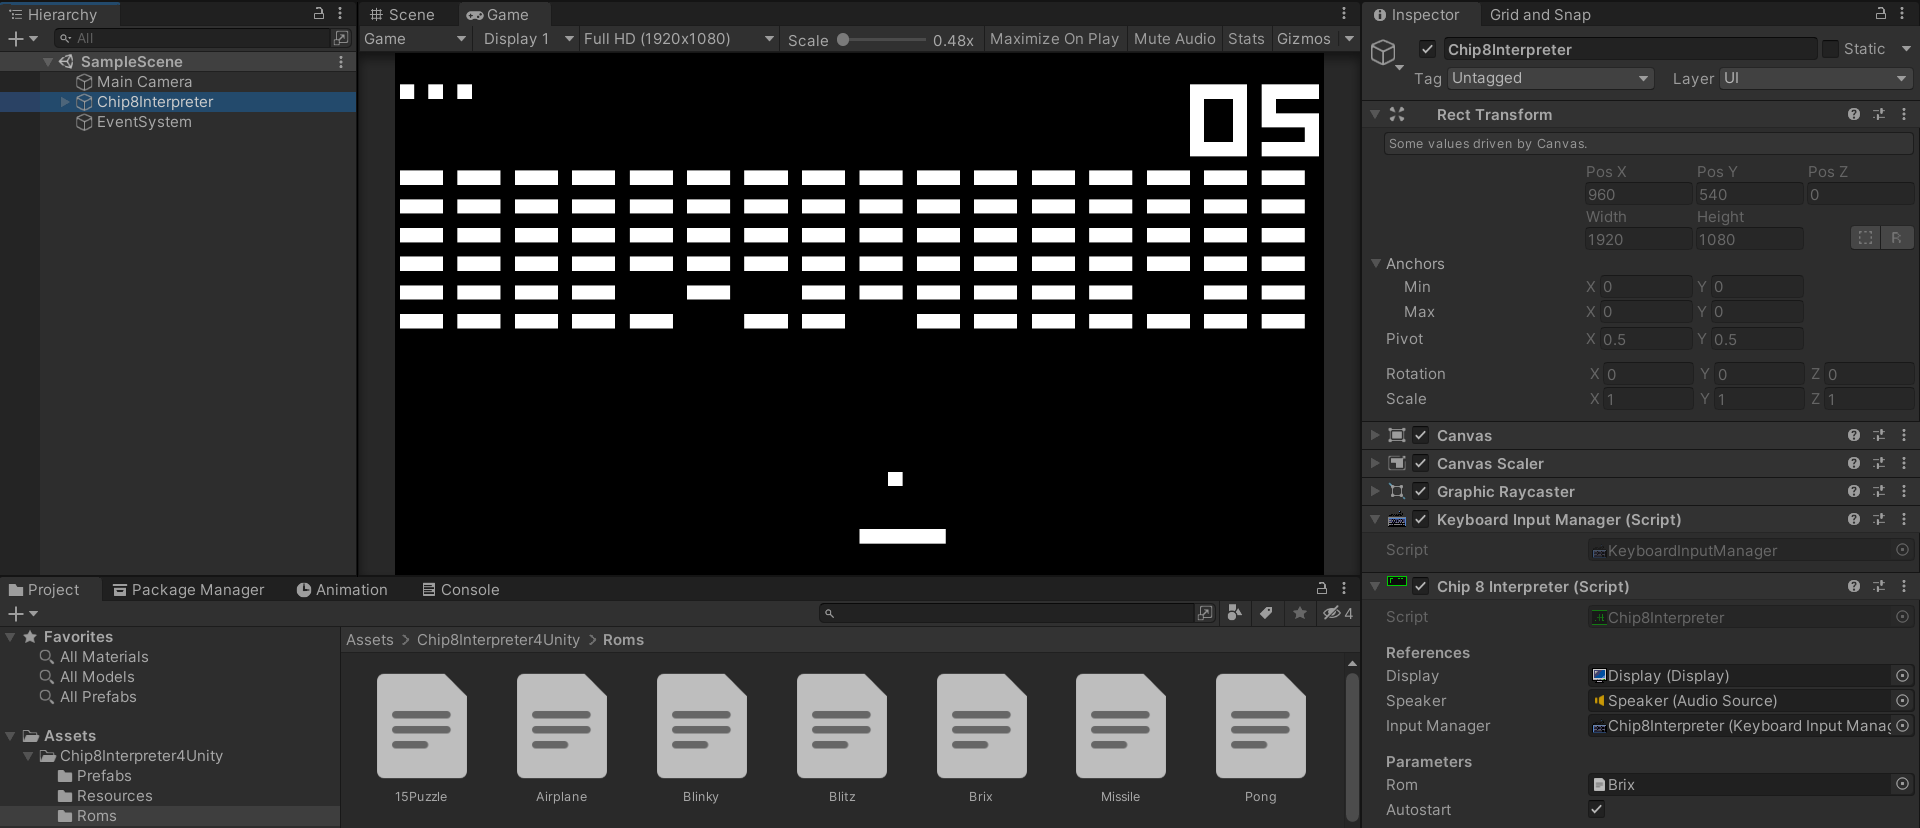 Hierarchy
All
SampleScene
Main Camera
Chip8Interpreter
EventSystem
Scene
Game
Game
Display 1
Full HD (1920x1080)
Scale
0.48x
Maximize On Play
Mute Audio
Stats
Gizmos
05
Inspector
Grid and Snap
Chip8Interpreter
Static
Tag
Untagged
Layer
UI
Rect Transform
Some values driven by Canvas.
Pos X
Pos Y
Pos Z
960
540
0
Width
Height
1920
1080
R
Anchors
Min
X 0
Y 0
Max
X 0
Y 0
Pivot
X 0.5
Y 0.5
Rotation
X 0
Y 0
Z 0
Scale
X 1
Y 1
Z 1
Canvas
Canvas Scaler
Graphic Raycaster
Keyboard Input Manager (Script)
Script
KeyboardInputManager
Chip 8 Interpreter (Script)
Script
Chip8Interpreter
References
Display
Display (Display)
Speaker
Speaker (Audio Source)
Input Manager
Chip8Interpreter (Keyboard Input Manag
Parameters
Rom
Brix
Autostart
Project
Package Manager
Animation
Console
4
Favorites
All Materials
All Models
All Prefabs
Assets
Chip8Interpreter4Unity
Prefabs
Resources
Roms
Assets > Chip8Interpreter4Unity > Roms
15Puzzle
Airplane
Blinky
Blitz
Brix
Missile
Pong